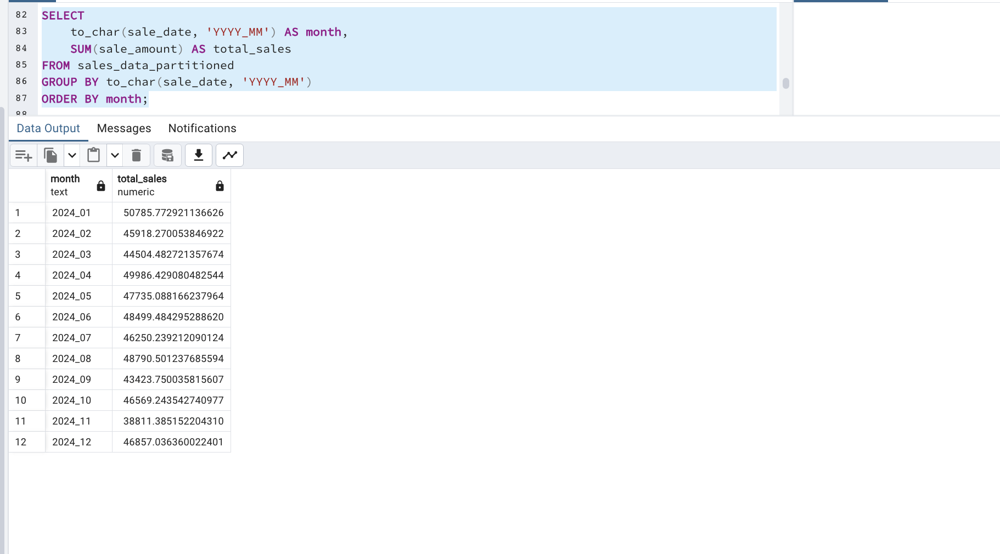 82 SELECT
83 to_char(sale_date, 'YYYY_MM') AS month,
84 SUM(sale_amount) AS total_sales
85 FROM sales_data_partitioned
86 GROUP BY to_char(sale_date, 'YYYY_MM')
87 ORDER BY month;
88
Data Output Messages Notifications
month total_sales
text numeric
1 2024_01 50785.772921136626
2 2024_02 45918.270053846922
3 2024_03 44504.482721357674
4 2024_04 49986.429080482544
5 2024_05 47735.088166237964
6 2024_06 48499.484295288620
7 2024_07 46250.239212090124
8 2024_08 48790.501237685594
9 2024_09 43423.750035815607
10 2024_10 46569.243542740977
11 2024_11 38811.385152204310
12 2024_12 46857.036360022401